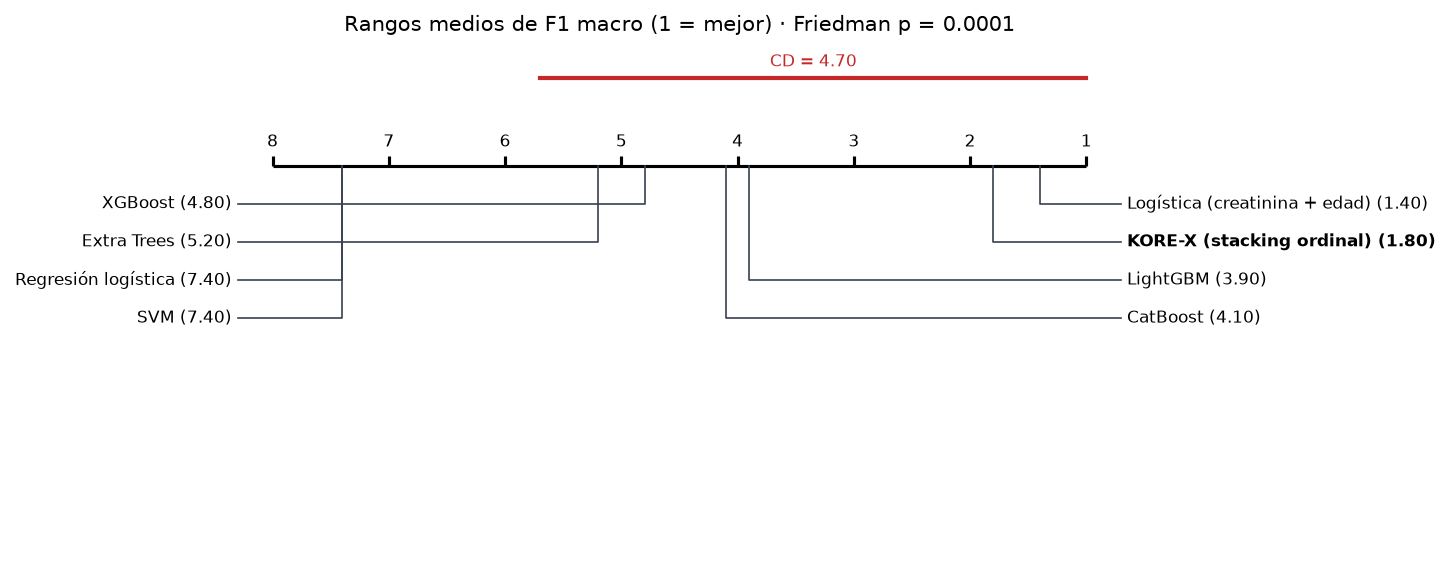 Rangos medios de F1 macro (1 = mejor) · Friedman p = 0.0001
CD = 4.70
8 7 6 5 4 3 2 1
XGBoost (4.80)
Extra Trees (5.20)
Regresión logística (7.40)
SVM (7.40)
Logística (creatinina + edad) (1.40)
KORE-X (stacking ordinal) (1.80)
LightGBM (3.90)
CatBoost (4.10)